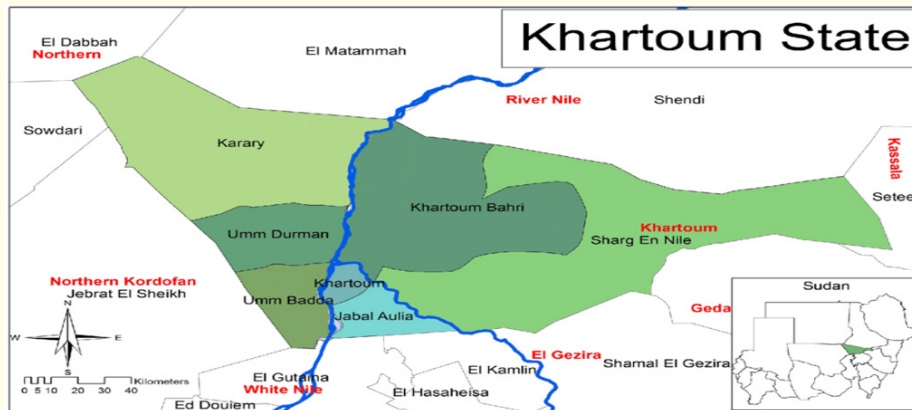 Khartoum State
El Dabbah
Northern
El Matammah
River Nile
Shendi
Sowdari
Karary
Kassala
Setee
Khartoum Bahri
Umm Durman
Khartoum
Sharg En Nile
Northern Kordofan
Jebrat El Sheikh
Khartoum
Umm Badda
Jabal Aulia
Sudan
Geda
N
W
E
S
El Gezira
Shamal El Gezira
0 5 10 20 30 40
Kilometers
El Gutaina
White Nile
El Kamlin
El Hasaheisa
Ed Douiem